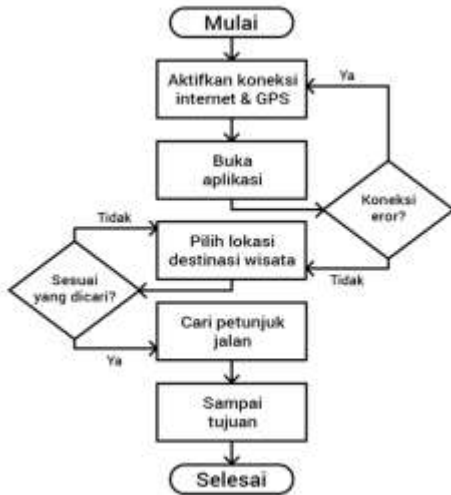 Mulai
Aktifkan koneksi
internet & GPS
Ya
Buka
aplikasi
Koneksi
eror?
Tidak
Pilih lokasi
destinasi wisata
Tidak
Sesuai
yang dicari?
Ya
Cari petunjuk
jalan
Sampai
tujuan
Selesai